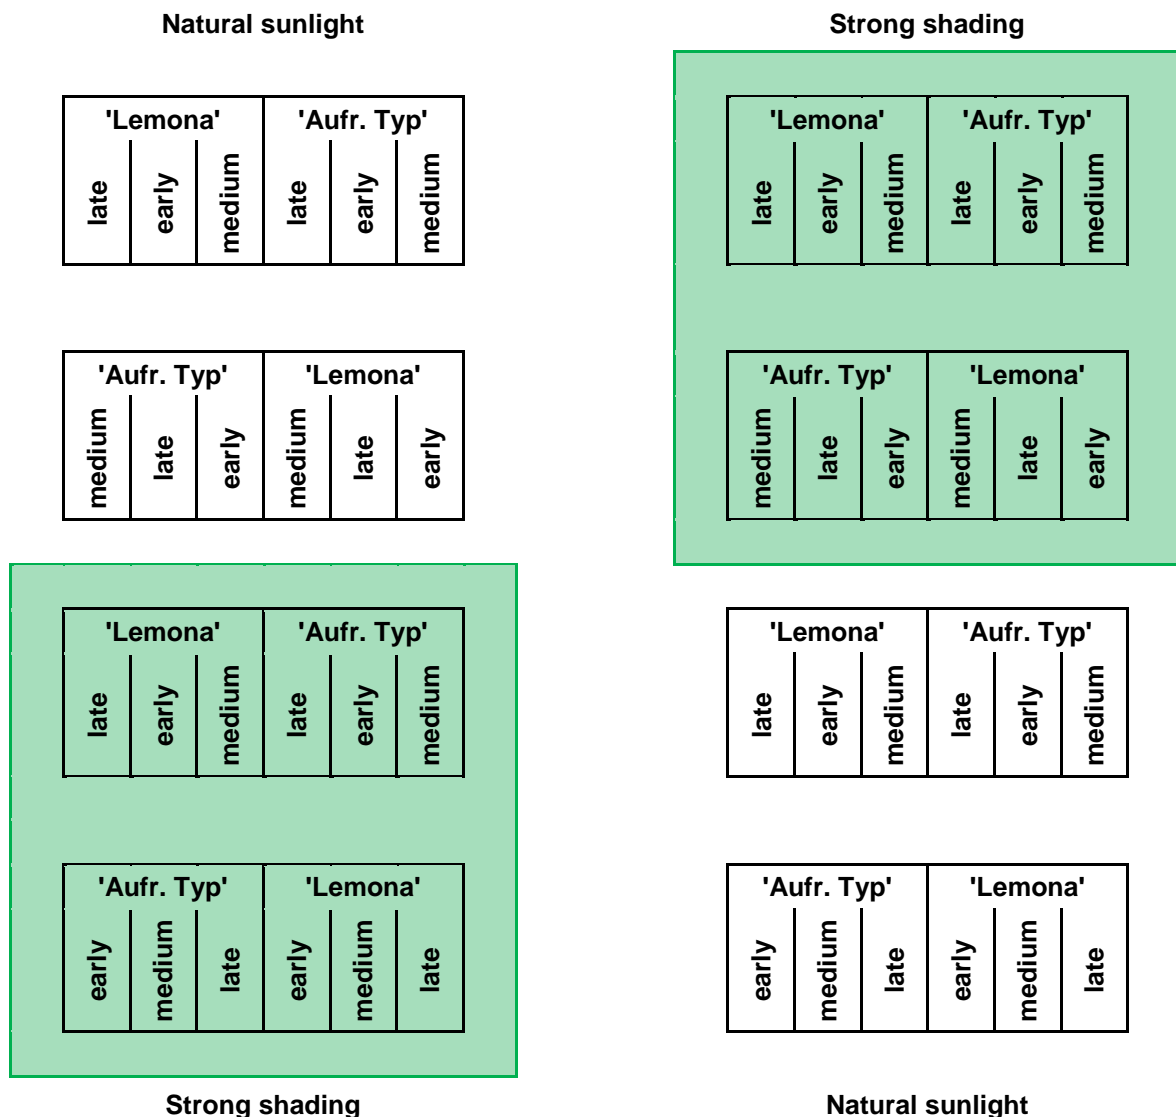 Natural sunlight
Strong shading
'Lemona' 'Aufr. Typ'
late early medium late early medium
'Lemona' 'Aufr. Typ'
late early medium late early medium
'Aufr. Typ' 'Lemona'
medium late early medium late early
'Aufr. Typ' 'Lemona'
medium late early medium late early
'Lemona' 'Aufr. Typ'
late early medium late early medium
'Lemona' 'Aufr. Typ'
late early medium late early medium
'Aufr. Typ' 'Lemona'
early medium late early medium late
'Aufr. Typ' 'Lemona'
early medium late early medium late
Strong shading
Natural sunlight